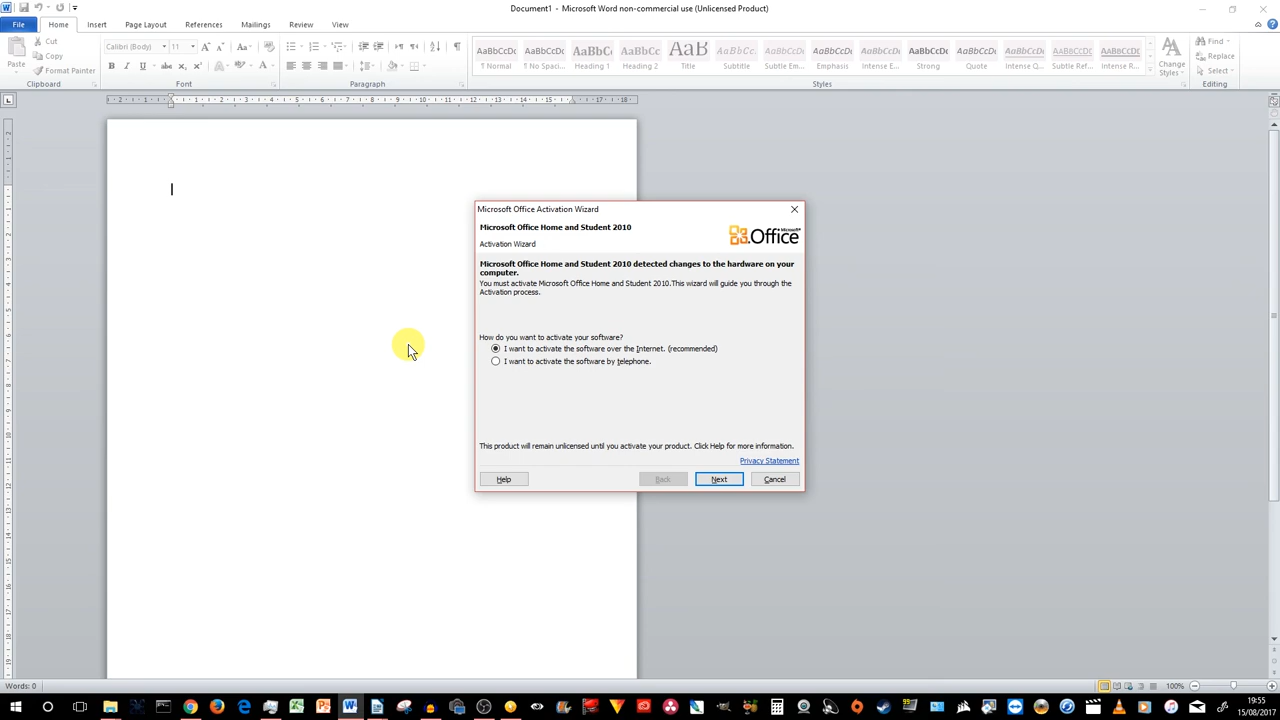 Document1 - Microsoft Word non-commercial use (Unlicensed Product)
File Home Insert Page Layout References Mailings Review View
Cut
Copy
Format Painter
Paste
Clipboard
Calibri (Body) 11
Font
Paragraph
AaBbCcDc AaBbCcDc AaBbCc AaBbCc AaB AaBbCcD AaBbCcDc AaBbCcDc AaBbCcDc AaBbCcDc AaBbCcDc AaBbCcDc AaBbCcDc AaBbCcDc
¶ Normal ¶ No Spaci... Heading 1 Heading 2 Title Subtitle Subtle Em... Emphasis Intense E... Strong Quote Intense Q... Subtle Ref... Intense R...
Change
Styles
Styles
Find
Replace
Select
Editing
Microsoft Office Activation Wizard
Microsoft Office Home and Student 2010
Activation Wizard
Microsoft Office
Microsoft Office Home and Student 2010 detected changes to the hardware on your
computer.
You must activate Microsoft Office Home and Student 2010.This wizard will guide you through the
Activation process.
How do you want to activate your software?
I want to activate the software over the Internet. (recommended)
I want to activate the software by telephone.
This product will remain unlicensed until you activate your product. Click Help for more information.
Privacy Statement
Help Back Next Cancel
Words: 0
100%
19:55
15/08/2017